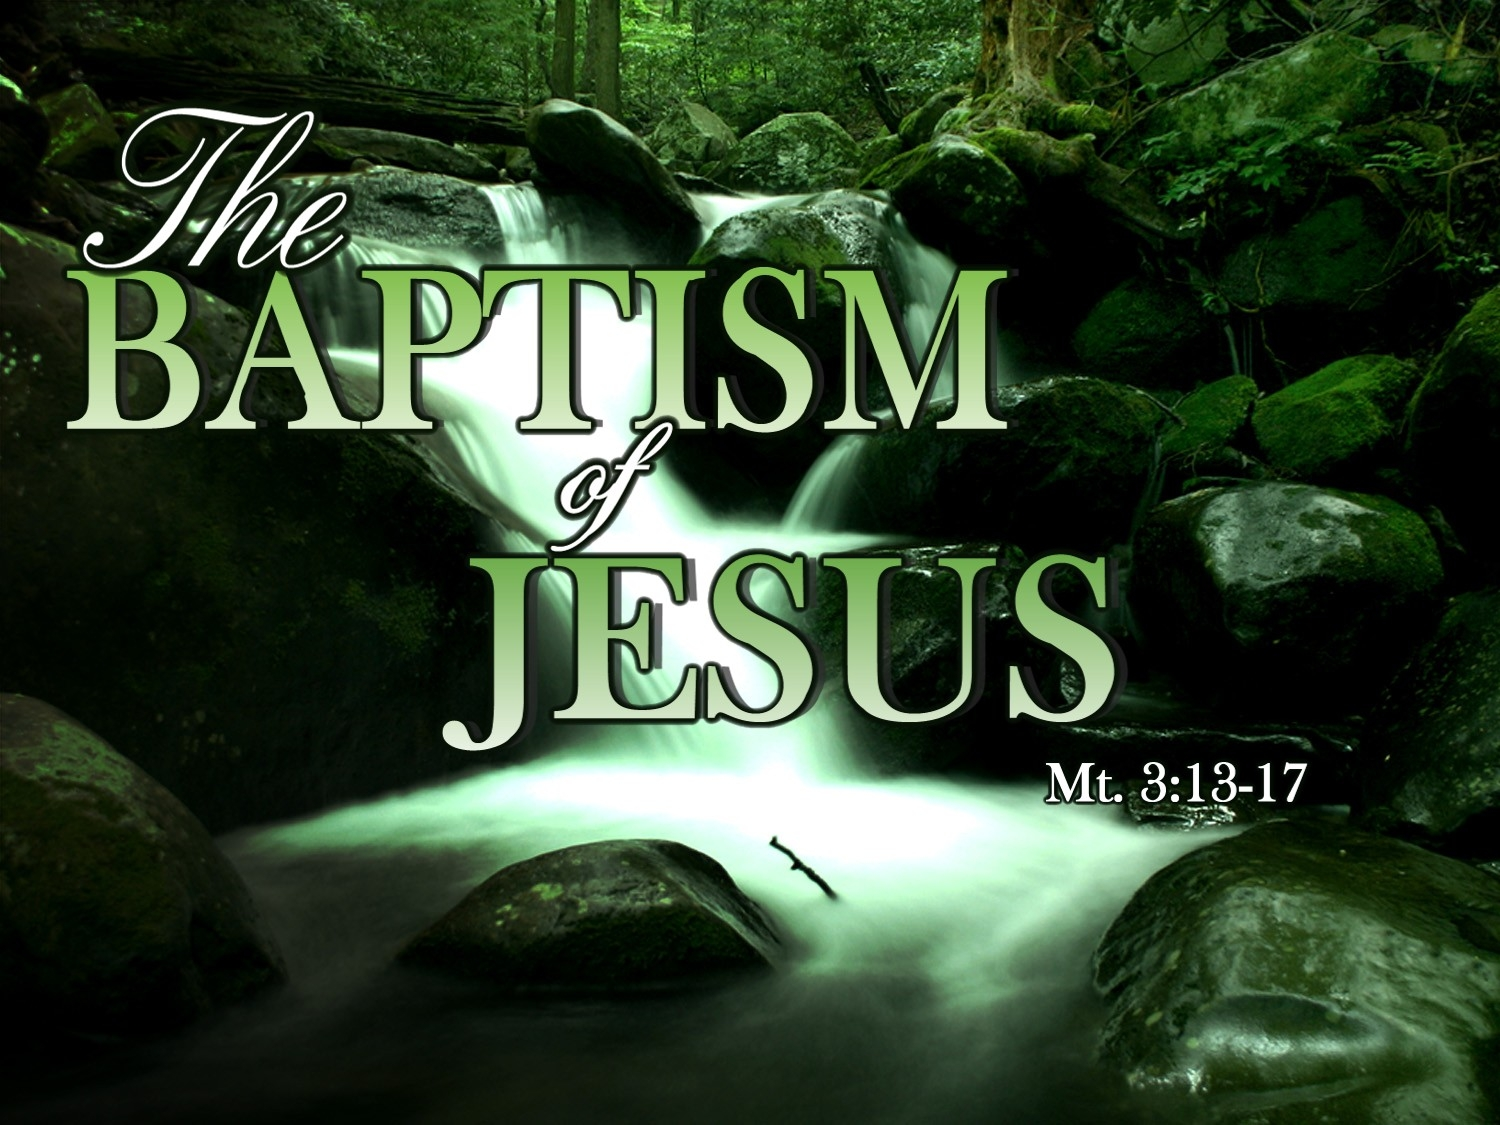 The
BAPTISM
of
JESUS
Mt. 3:13-17